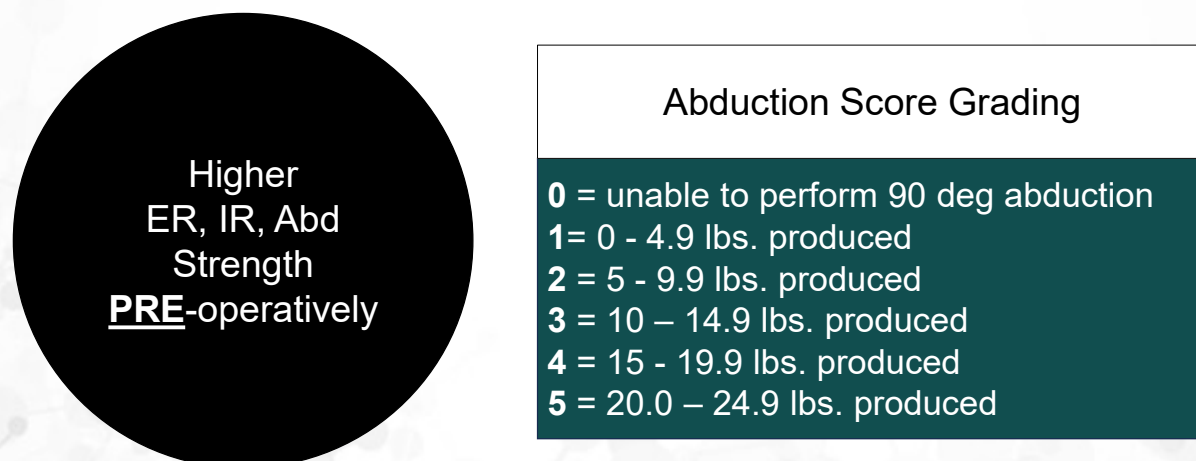 Higher
ER, IR, Abd
Strength
PRE-operatively
Abduction Score Grading
0 = unable to perform 90 deg abduction
1= 0 - 4.9 lbs. produced
2 = 5 - 9.9 lbs. produced
3 = 10 – 14.9 lbs. produced
4 = 15 - 19.9 lbs. produced
5 = 20.0 – 24.9 lbs. produced